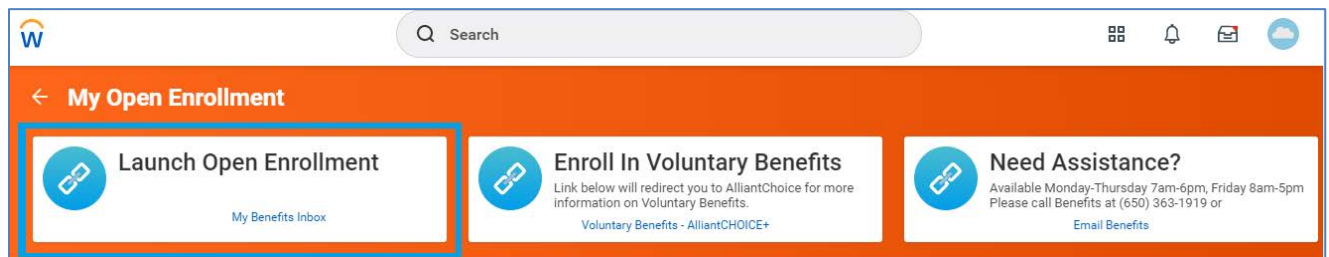 W
Search
← My Open Enrollment
Launch Open Enrollment
My Benefits Inbox
Enroll In Voluntary Benefits
Link below will redirect you to AlliantChoice for more
information on Voluntary Benefits.
Voluntary Benefits - AlliantCHOICE+
Need Assistance?
Available Monday-Thursday 7am-6pm, Friday 8am-5pm
Please call Benefits at (650) 363-1919 or
Email Benefits